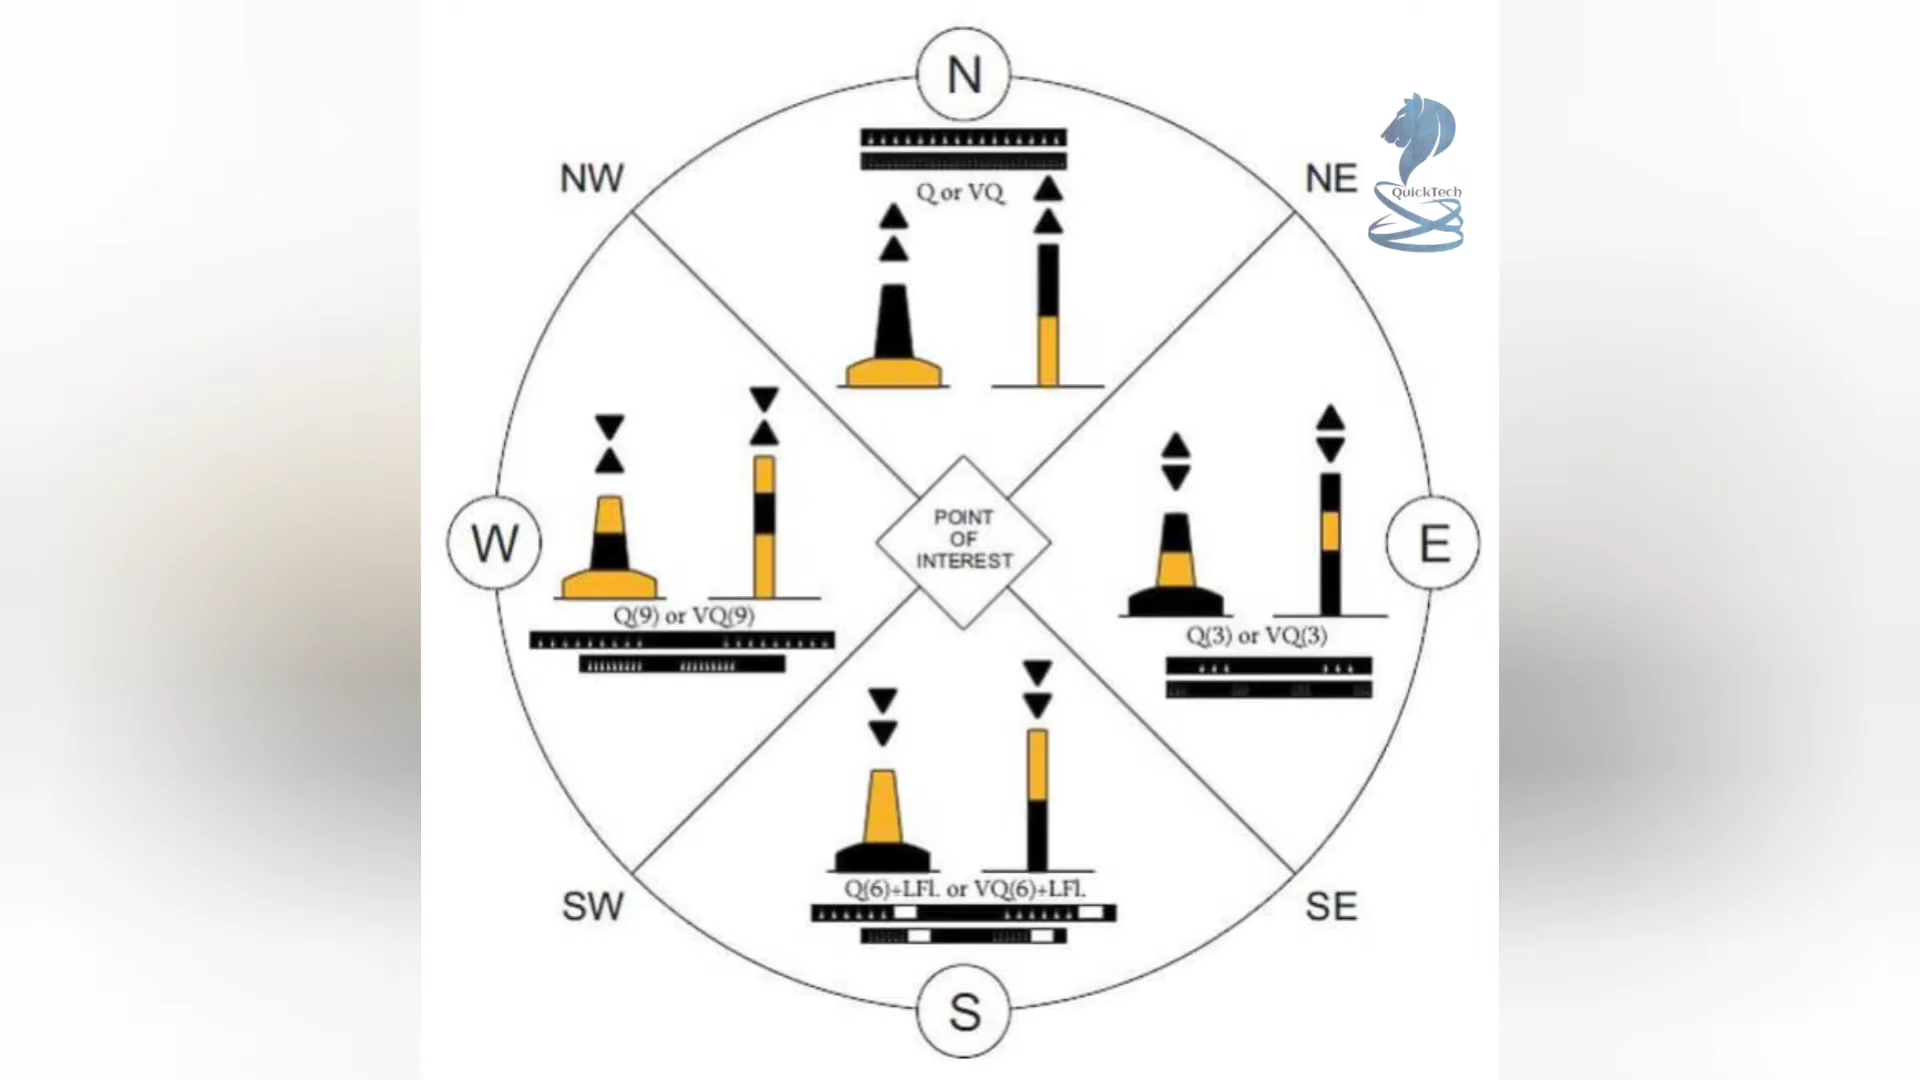 N
NW
NE
QuickTech
Q or VQ
W
POINT
OF
INTEREST
E
Q(9) or VQ(9)
Q(3) or VQ(3)
Q(6)+LFl. or VQ(6)+LFl.
SW
SE
S